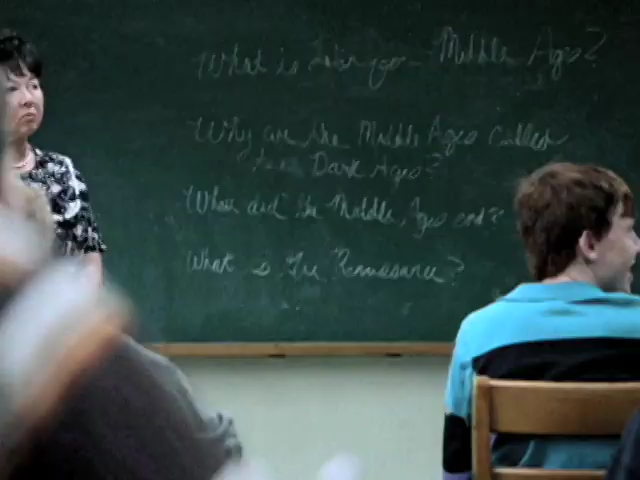 What is Middle Ages?
Why are the Middle Ages called
the Dark Ages?
When did the Middle Ages end?
What is the Renaissance?